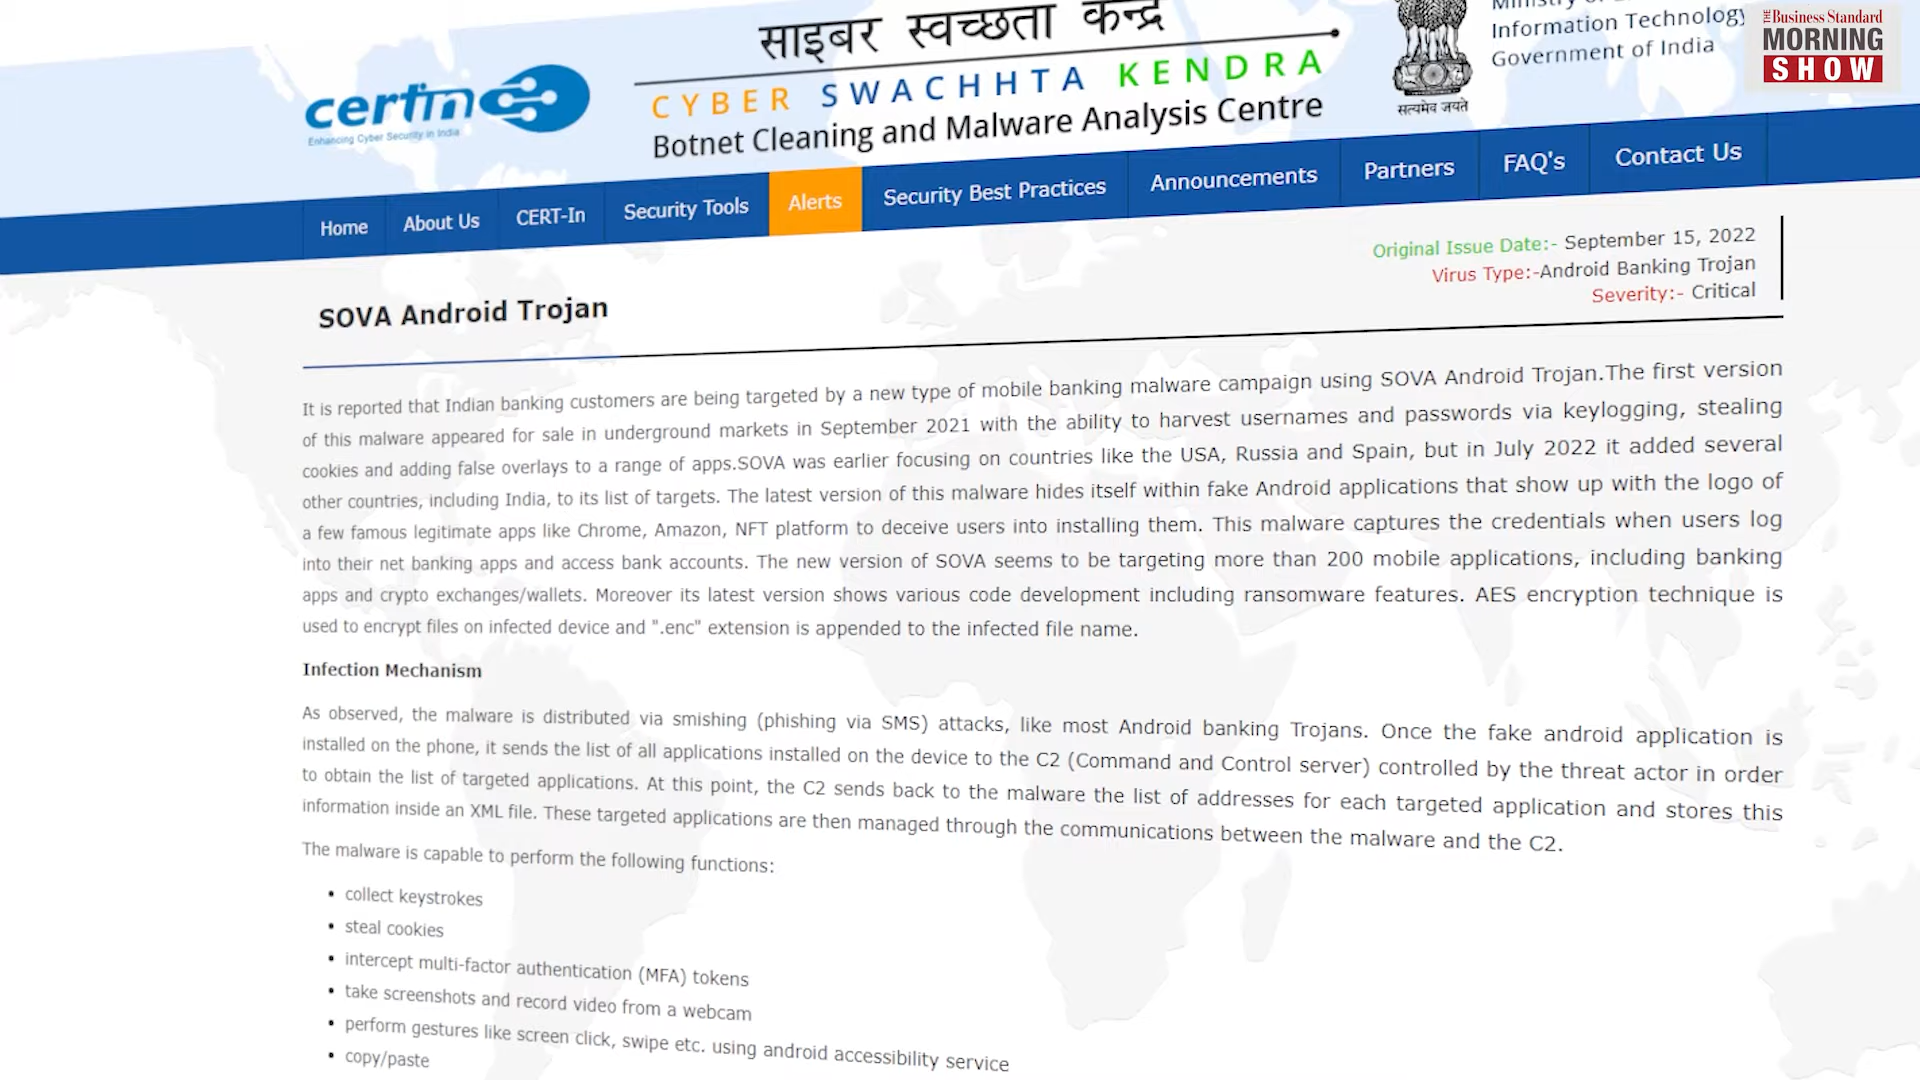 साइबर स्वच्छता केन्द्र
CYBER SWACHHTA KENDRA
Botnet Cleaning and Malware Analysis Centre
certin
Enhancing Cyber Security in India
सत्यमेव जयते
Information Technology
Government of India
THE Business Standard
MORNING
SHOW
Home About Us CERT-In Security Tools Alerts Security Best Practices Announcements Partners FAQ's Contact Us
Original Issue Date:- September 15, 2022
Virus Type:-Android Banking Trojan
Severity:- Critical
SOVA Android Trojan
It is reported that Indian banking customers are being targeted by a new type of mobile banking malware campaign using SOVA Android Trojan.The first version
of this malware appeared for sale in underground markets in September 2021 with the ability to harvest usernames and passwords via keylogging, stealing
cookies and adding false overlays to a range of apps.SOVA was earlier focusing on countries like the USA, Russia and Spain, but in July 2022 it added several
other countries, including India, to its list of targets. The latest version of this malware hides itself within fake Android applications that show up with the logo of
a few famous legitimate apps like Chrome, Amazon, NFT platform to deceive users into installing them. This malware captures the credentials when users log
into their net banking apps and access bank accounts. The new version of SOVA seems to be targeting more than 200 mobile applications, including banking
apps and crypto exchanges/wallets. Moreover its latest version shows various code development including ransomware features. AES encryption technique is
used to encrypt files on infected device and ".enc" extension is appended to the infected file name.
Infection Mechanism
As observed, the malware is distributed via smishing (phishing via SMS) attacks, like most Android banking Trojans. Once the fake android application is
installed on the phone, it sends the list of all applications installed on the device to the C2 (Command and Control server) controlled by the threat actor in order
to obtain the list of targeted applications. At this point, the C2 sends back to the malware the list of addresses for each targeted application and stores this
information inside an XML file. These targeted applications are then managed through the communications between the malware and the C2.
The malware is capable to perform the following functions:
• collect keystrokes
• steal cookies
• intercept multi-factor authentication (MFA) tokens
• take screenshots and record video from a webcam
• perform gestures like screen click, swipe etc. using android accessibility service
• copy/paste